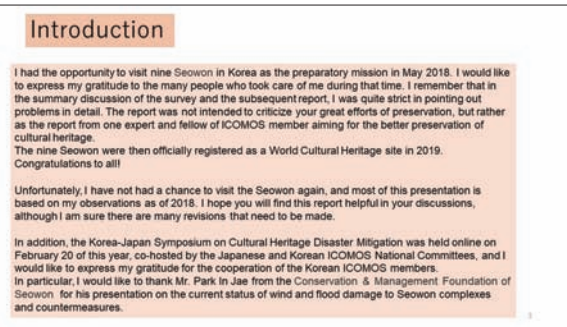 Introduction
I had the opportunity to visit nine Seowon in Korea as the preparatory mission in May 2018. I would like
to express my gratitude to the many people who took care of me during that time. I remember that in
the summary discussion of the survey and the subsequent report, I was quite strict in pointing out
problems in detail. The report was not intended to criticize your great efforts of preservation, but rather
as the report from one expert and fellow of ICOMOS member aiming for the better preservation of
cultural heritage.
The nine Seowon were then officially registered as a World Cultural Heritage site in 2019.
Congratulations to all!
Unfortunately, I have not had a chance to visit the Seowon again, and most of this presentation is
based on my observations as of 2018. I hope you will find this report helpful in your discussions,
although I am sure there are many revisions that need to be made.
In addition, the Korea-Japan Symposium on Cultural Heritage Disaster Mitigation was held online on
February 20 of this year, co-hosted by the Japanese and Korean ICOMOS National Committees, and I
would like to express my gratitude for the cooperation of the Korean ICOMOS members.
In particular, I would like to thank Mr. Park In Jae from the Conservation & Management Foundation of
Seowon for his presentation on the current status of wind and flood damage to Seowon complexes
and countermeasures.